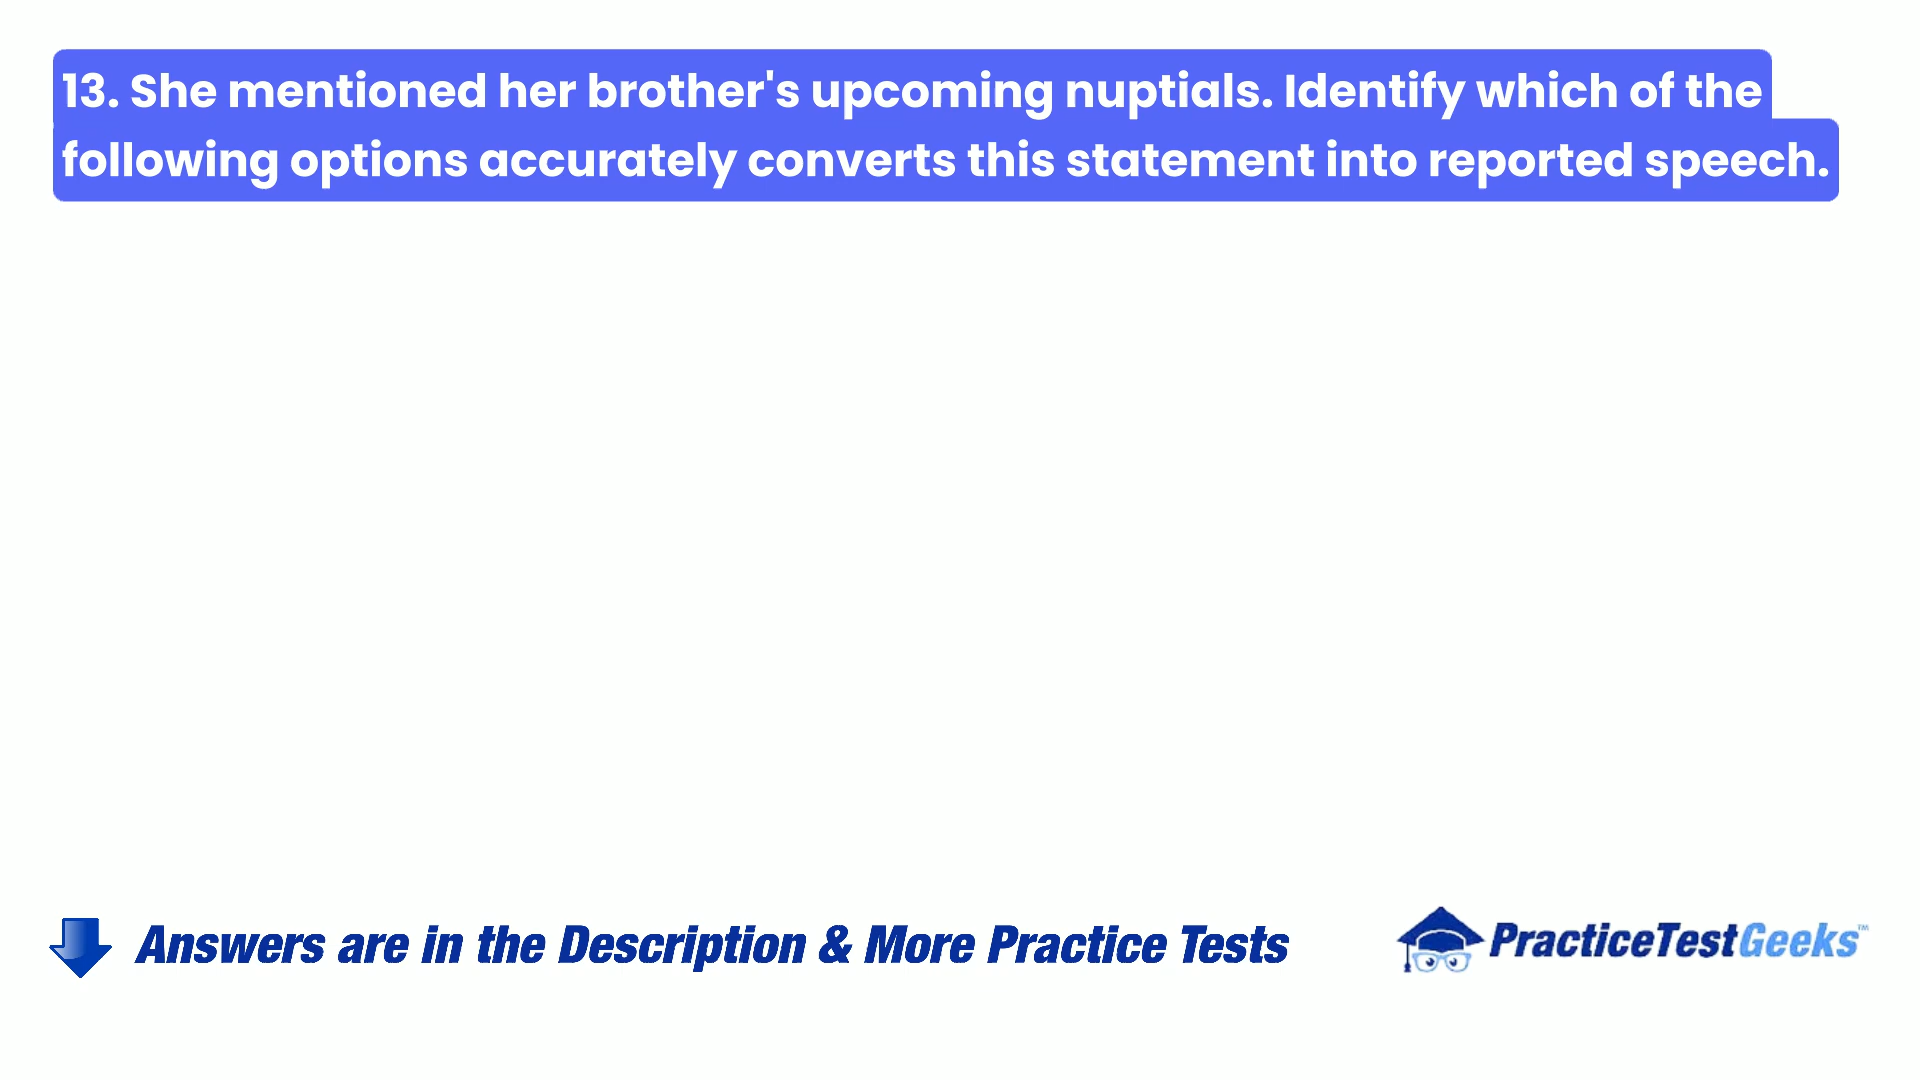 13. She mentioned her brother's upcoming nuptials. Identify which of the
following options accurately converts this statement into reported speech.
Answers are in the Description & More Practice Tests
PracticeTestGeeks™